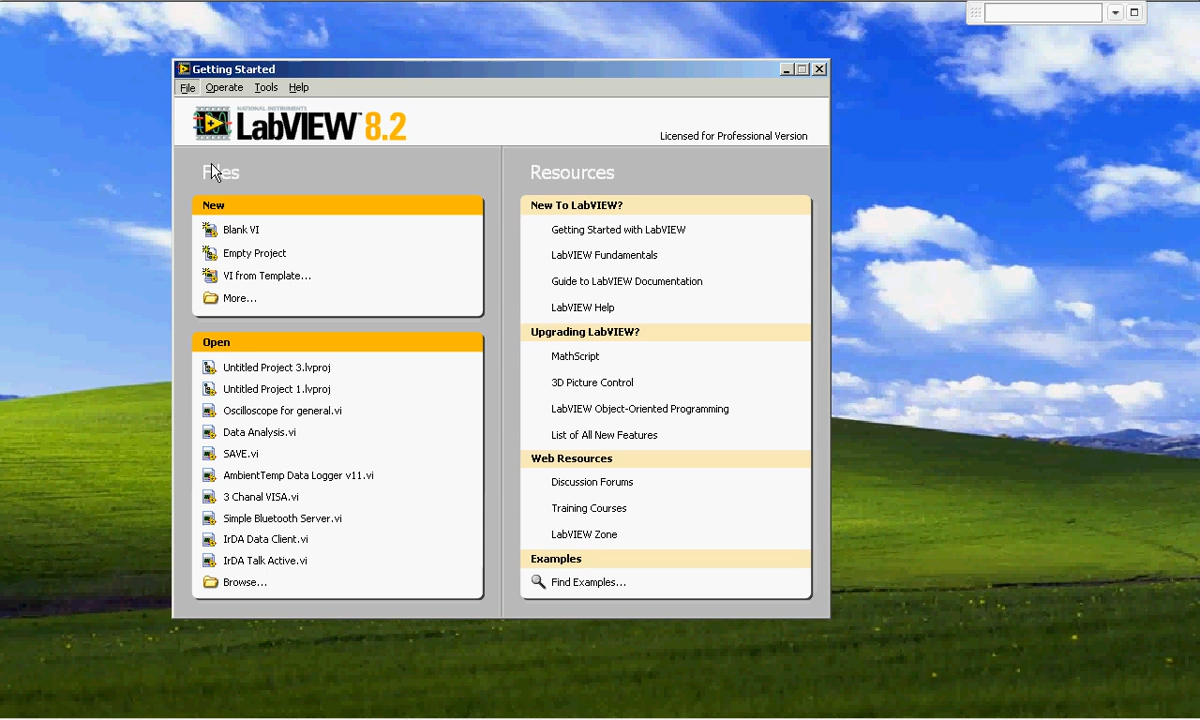 Getting Started
File Operate Tools Help
NATIONAL INSTRUMENTS
LabVIEW™ 8.2
Licensed for Professional Version
Files
New
Blank VI
Empty Project
VI from Template...
More...
Open
Untitled Project 3.lvproj
Untitled Project 1.lvproj
Oscilloscope for general.vi
Data Analysis.vi
SAVE.vi
AmbientTemp Data Logger v11.vi
3 Chanal VISA.vi
Simple Bluetooth Server.vi
IrDA Data Client.vi
IrDA Talk Active.vi
Browse...
Resources
New To LabVIEW?
Getting Started with LabVIEW
LabVIEW Fundamentals
Guide to LabVIEW Documentation
LabVIEW Help
Upgrading LabVIEW?
MathScript
3D Picture Control
LabVIEW Object-Oriented Programming
List of All New Features
Web Resources
Discussion Forums
Training Courses
LabVIEW Zone
Examples
Find Examples...